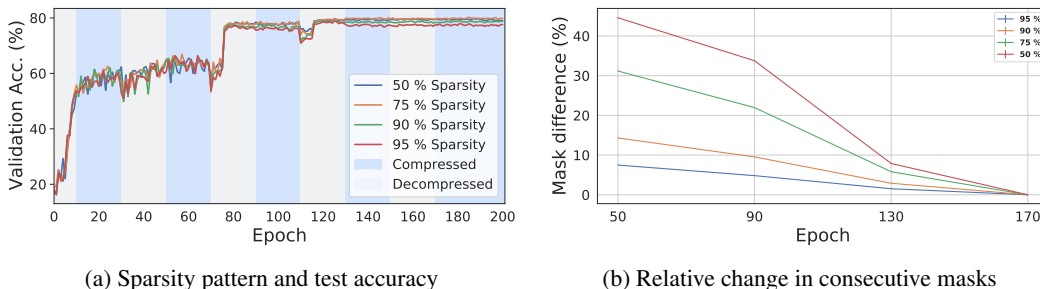 Validation Acc. (%)
80
60
40
20
50 % Sparsity
75 % Sparsity
90 % Sparsity
95 % Sparsity
Compressed
Decompressed
0 20 40 60 80 100 120 140 160 180 200
Epoch
(a) Sparsity pattern and test accuracy
Mask difference (%)
40
30
20
10
0
95 %
90 %
75 %
50 %
50 90 130 170
Epoch
(b) Relative change in consecutive masks